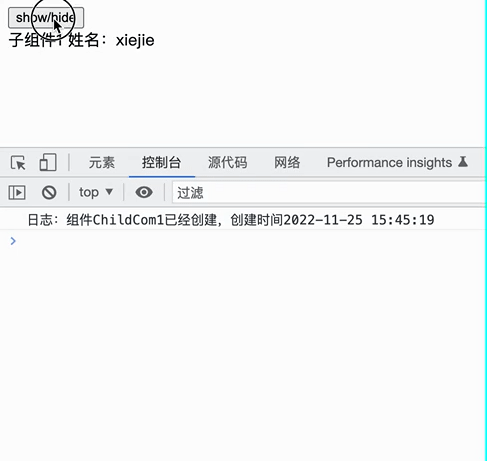 show/hide
子组件1 姓名：xiejie
元素 控制台 源代码 网络 Performance insights
top ▼ 过滤
日志：组件ChildCom1已经创建，创建时间2022-11-25 15:45:19
>